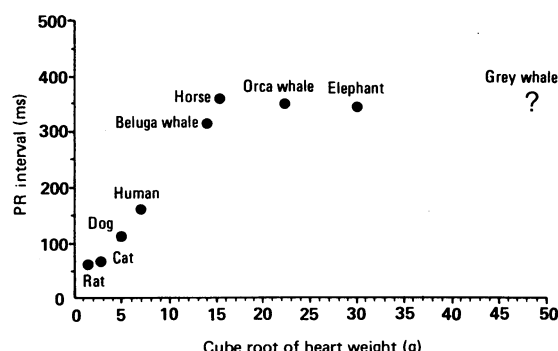 500
400
300
200
100
0
PR interval (ms)
Horse
Beluga whale
Orca whale
Elephant
Grey whale
?
Human
Dog
Cat
Rat
0 5 10 15 20 25 30 35 40 45 50
Cube root of heart weight (g)